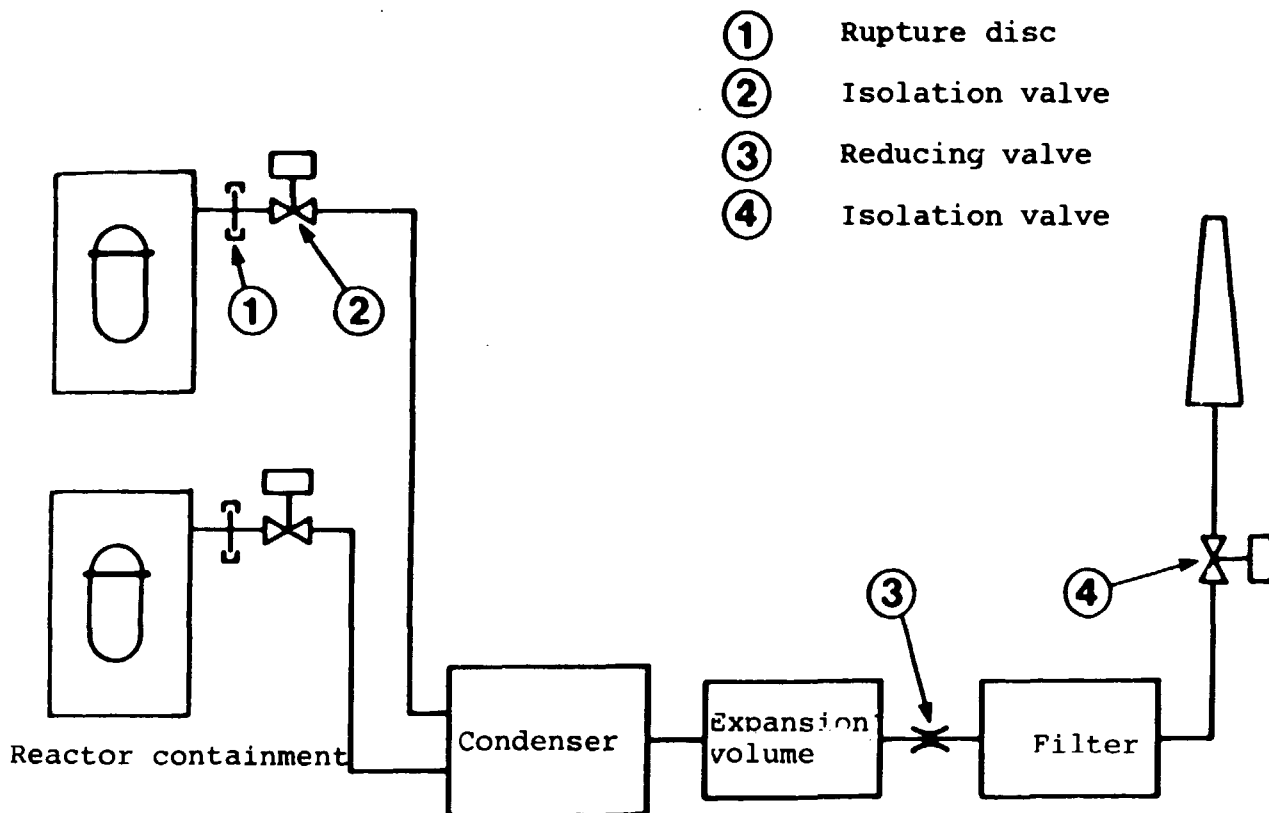 1 Rupture disc
2 Isolation valve
3 Reducing valve
4 Isolation valve
1
2
3
4
Reactor containment
Condenser
Expansion
volume
Filter